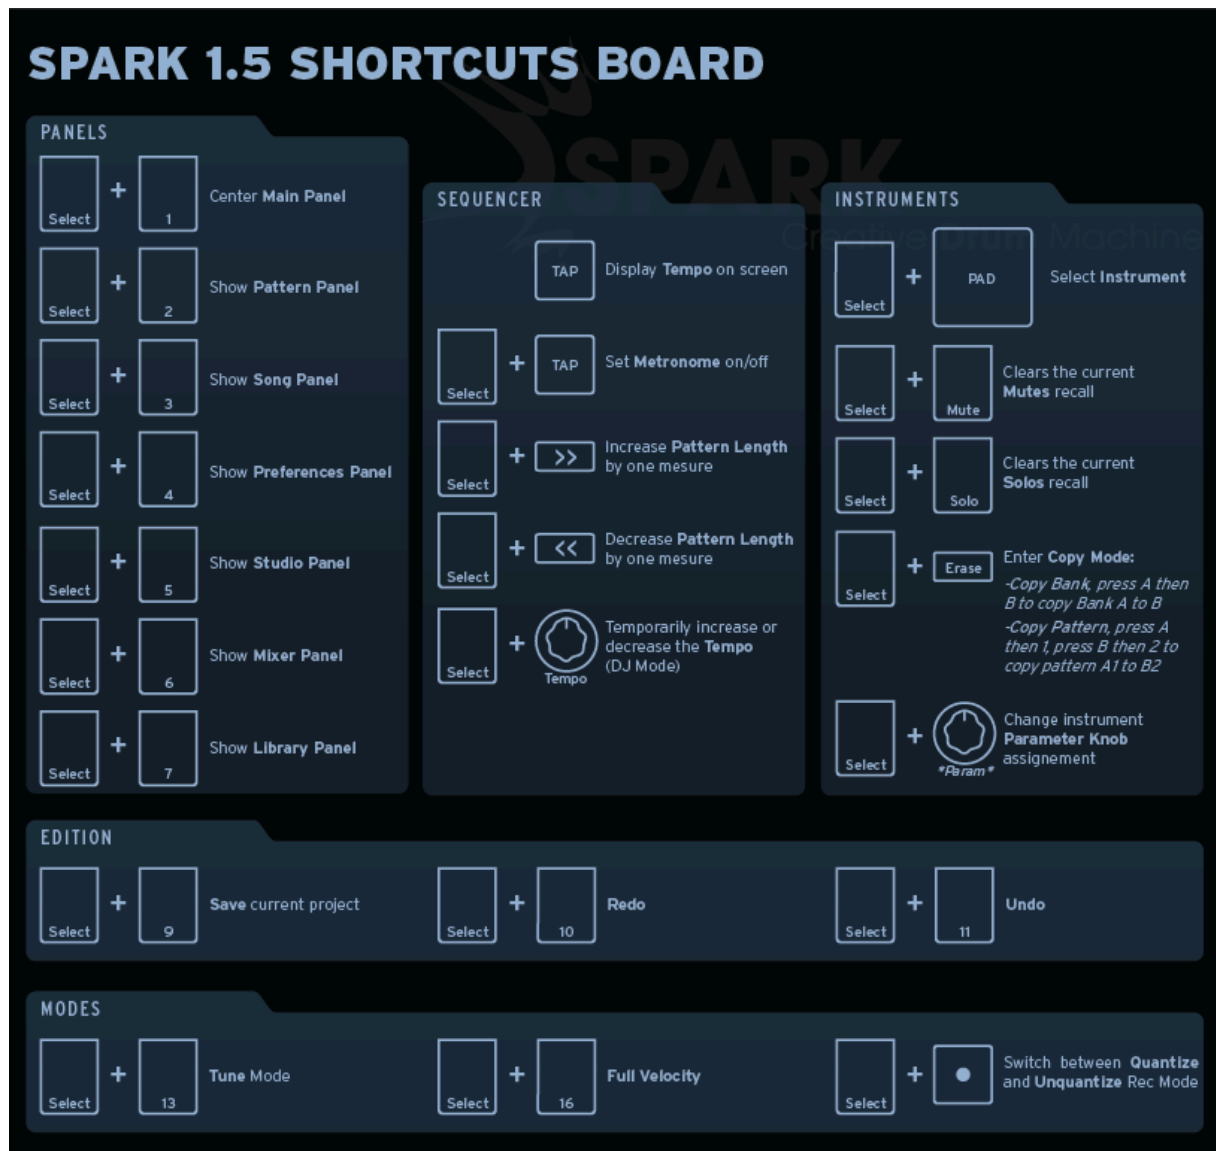 SPARK 1.5 SHORTCUTS BOARD
SPARK
Creative Drum Machine
PANELS
Select + 1 Center Main Panel
Select + 2 Show Pattern Panel
Select + 3 Show Song Panel
Select + 4 Show Preferences Panel
Select + 5 Show Studio Panel
Select + 6 Show Mixer Panel
Select + 7 Show Library Panel
SEQUENCER
TAP Display Tempo on screen
Select + TAP Set Metronome on/off
Select + >> Increase Pattern Length
by one mesure
Select + << Decrease Pattern Length
by one mesure
Select + Tempo Temporarily increase or
decrease the Tempo
(DJ Mode)
INSTRUMENTS
Select + PAD Select Instrument
Select + Mute Clears the current
Mutes recall
Select + Solo Clears the current
Solos recall
Select + Erase Enter Copy Mode:
-Copy Bank, press A then
B to copy Bank A to B
-Copy Pattern, press A
then 1, press B then 2 to
copy pattern A1 to B2
Select + *Param* Change instrument
Parameter Knob
assignement
EDITION
Select + 9 Save current project
Select + 10 Redo
Select + 11 Undo
MODES
Select + 13 Tune Mode
Select + 16 Full Velocity
Select + Switch between Quantize
and Unquantize Rec Mode